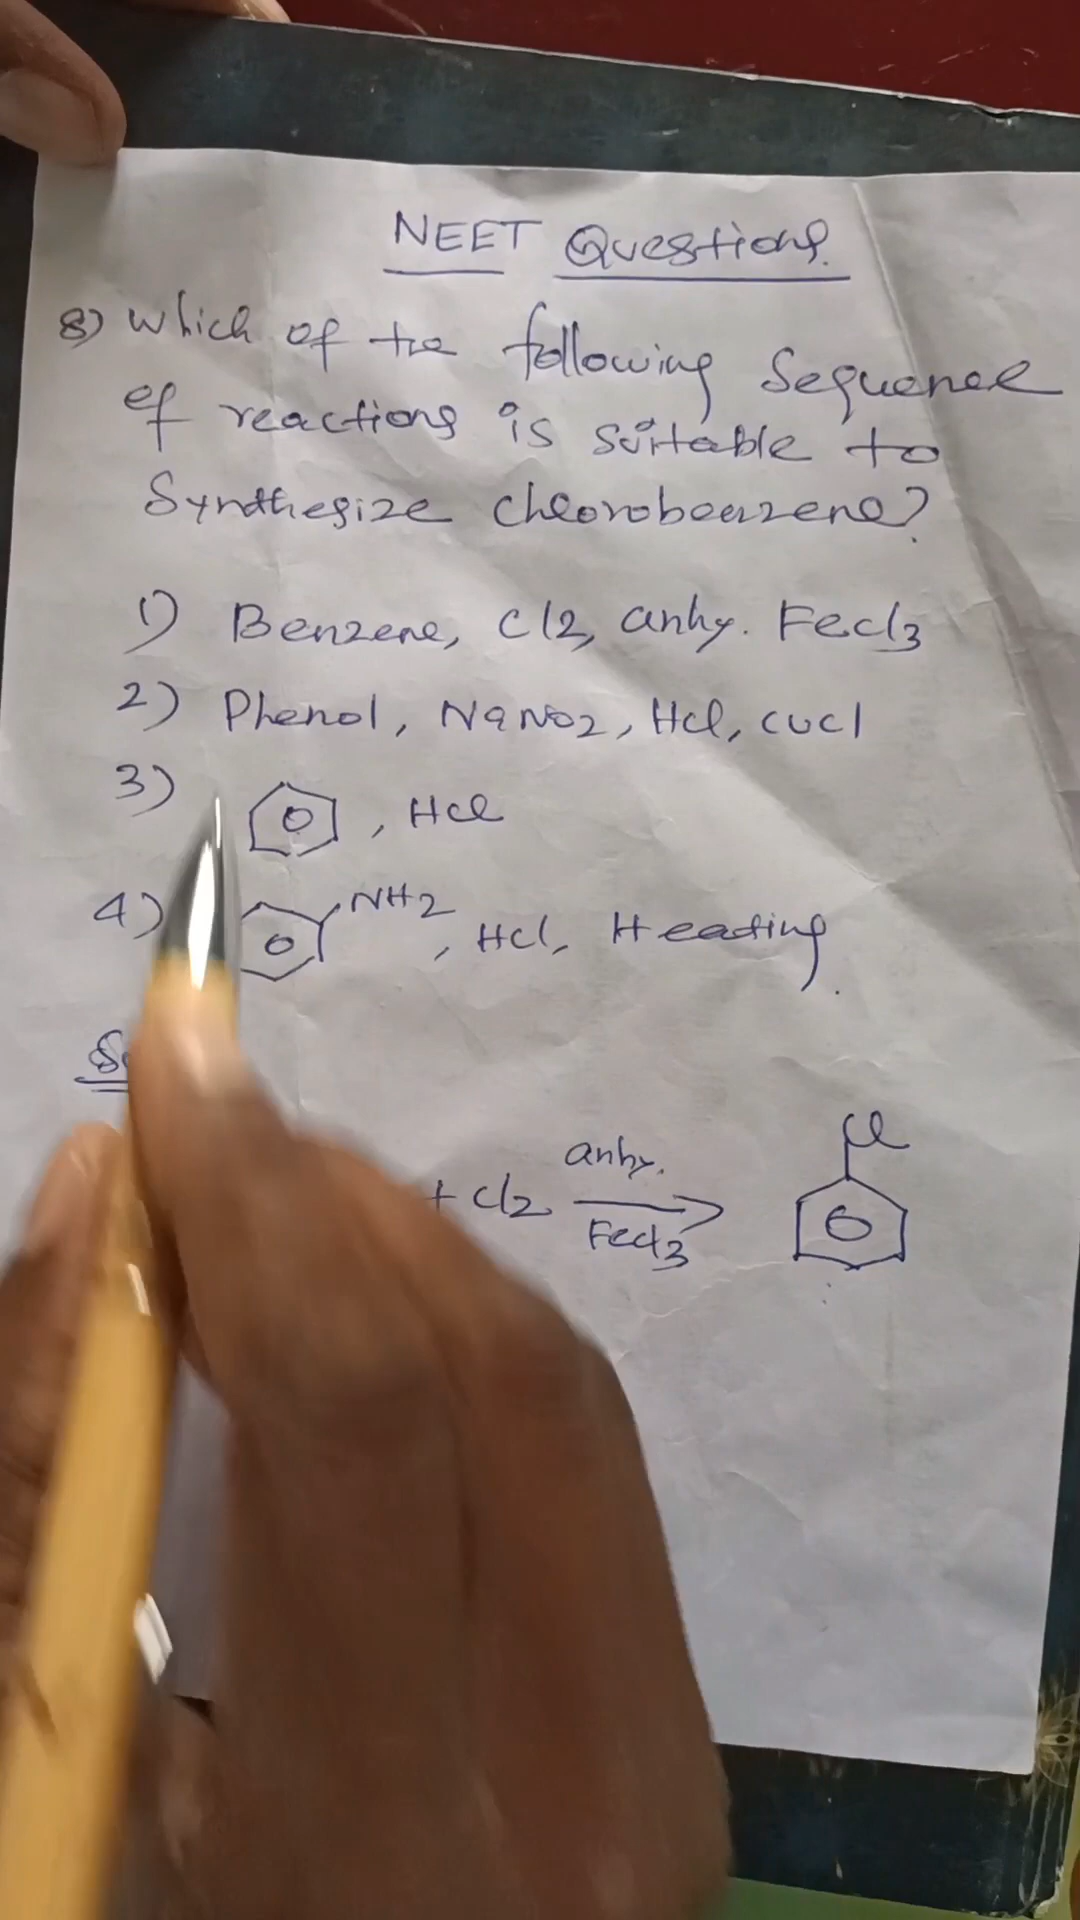 NEET Questions.
8) Which of the following Sequence
of reactions is suitable to
Synthesize chlorobenzene?
1) Benzene, Cl2, anhy. FeCl3
2) Phenol, NaNO2, HCl, CuCl
3) , HCl
4) NH2, HCl, Heating.
Cl
anhy.
+ Cl2
FeCl3